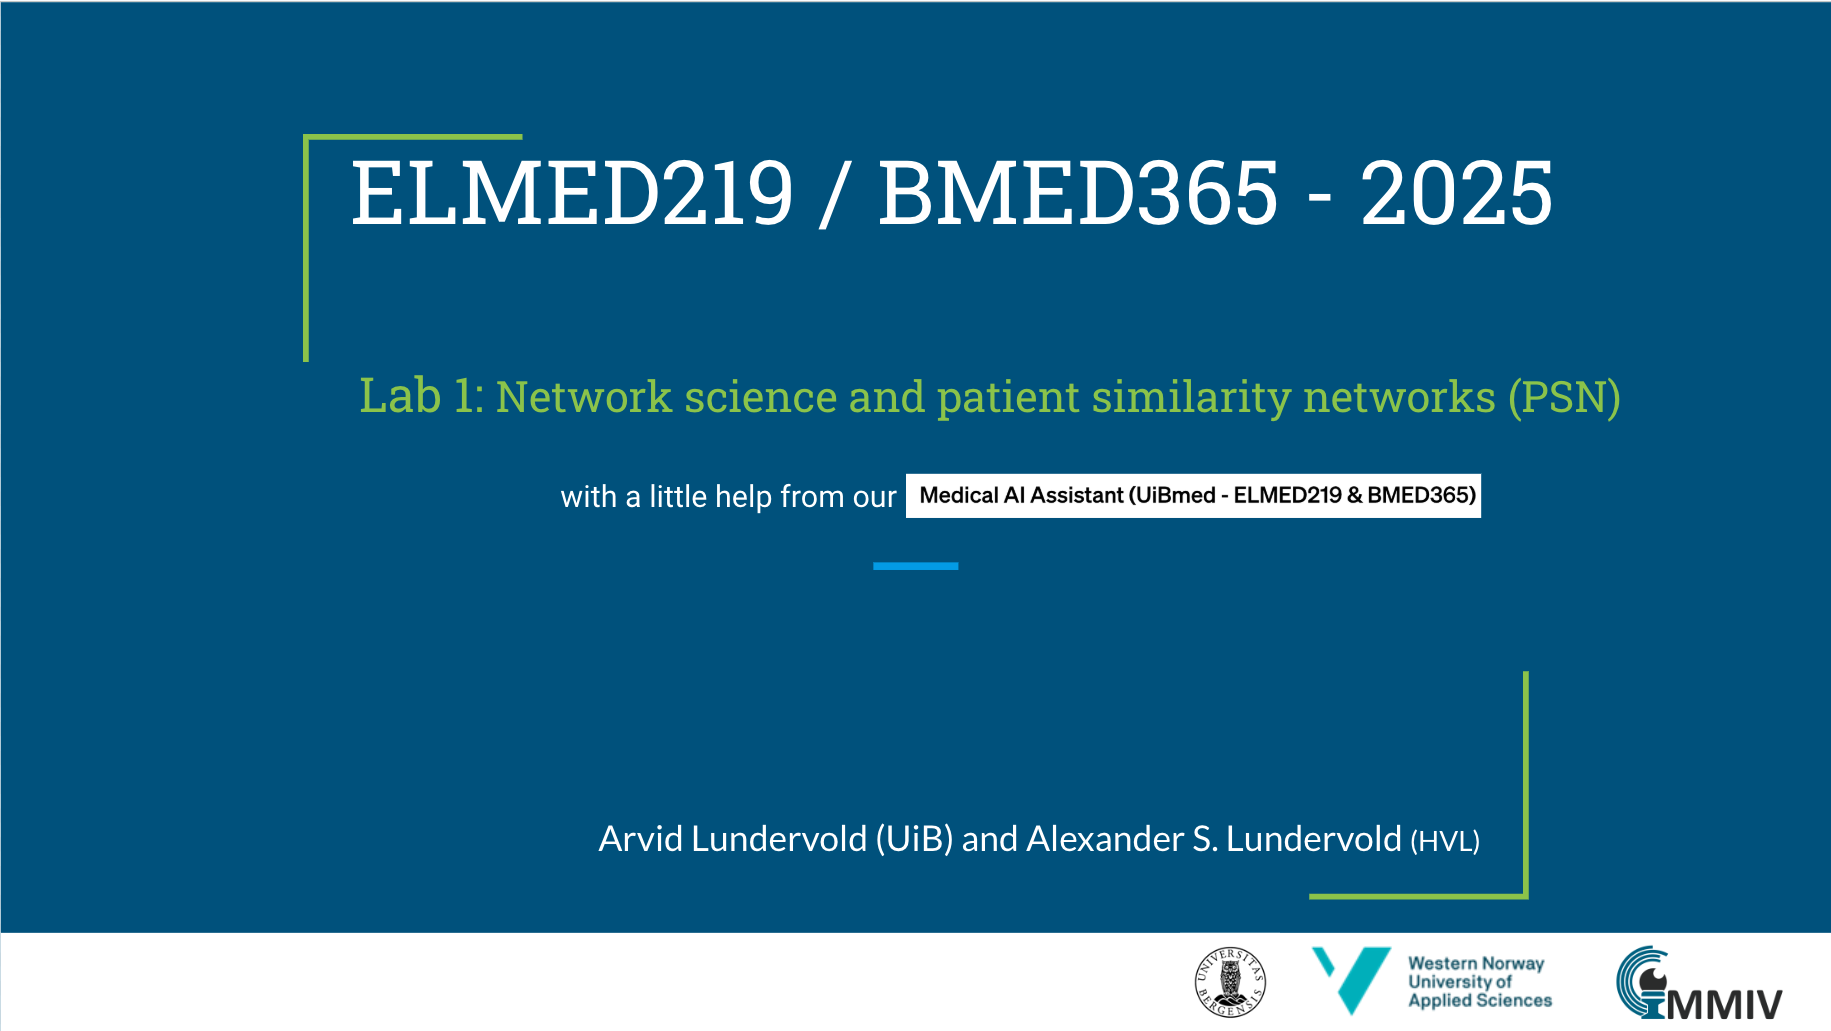 ELMED219 / BMED365 - 2025
Lab 1: Network science and patient similarity networks (PSN)
with a little help from our Medical AI Assistant (UiBmed - ELMED219 & BMED365)
Arvid Lundervold (UiB) and Alexander S. Lundervold (HVL)
UNIVERSITAS BERGENSIS
Western Norway
University of
Applied Sciences
MMIV